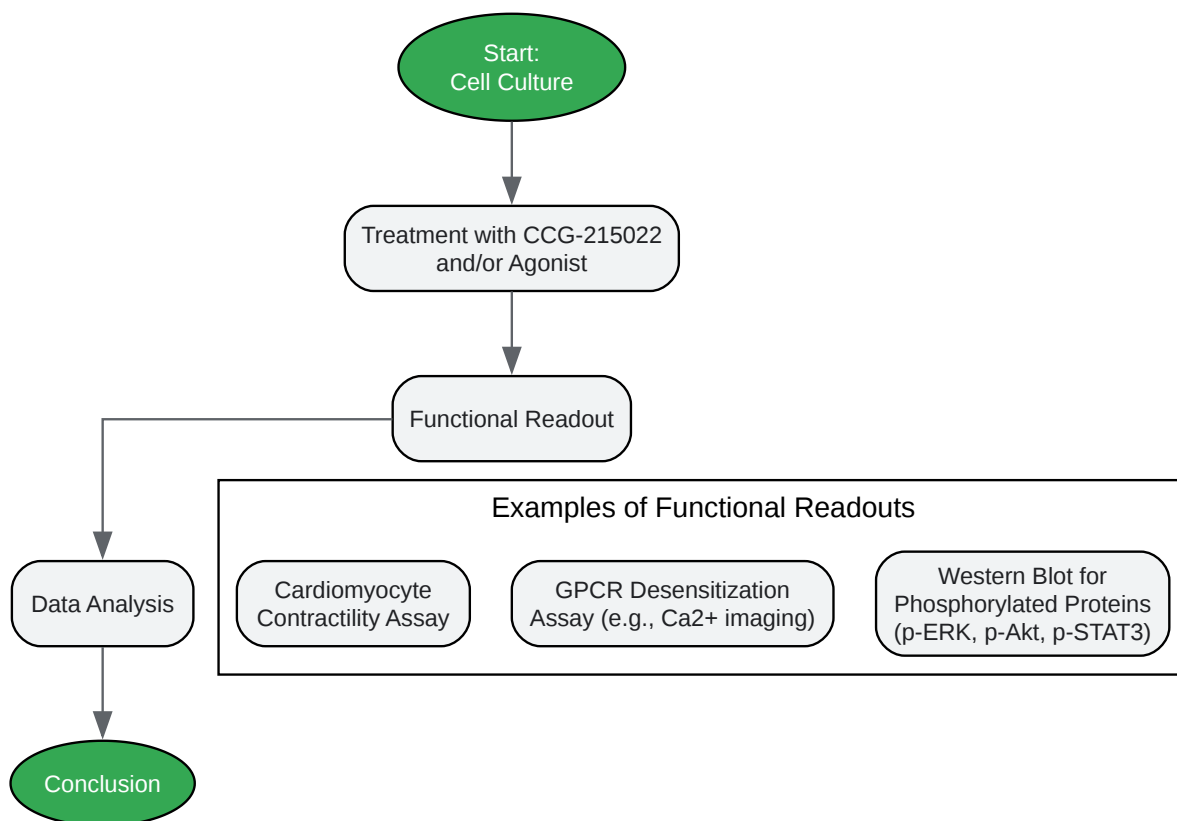 Start:
Cell Culture
Treatment with CCG-215022
and/or Agonist
Functional Readout
Examples of Functional Readouts
Data Analysis
Cardiomyocyte
Contractility Assay
GPCR Desensitization
Assay (e.g., Ca2+ imaging)
Western Blot for
Phosphorylated Proteins
(p-ERK, p-Akt, p-STAT3)
Conclusion